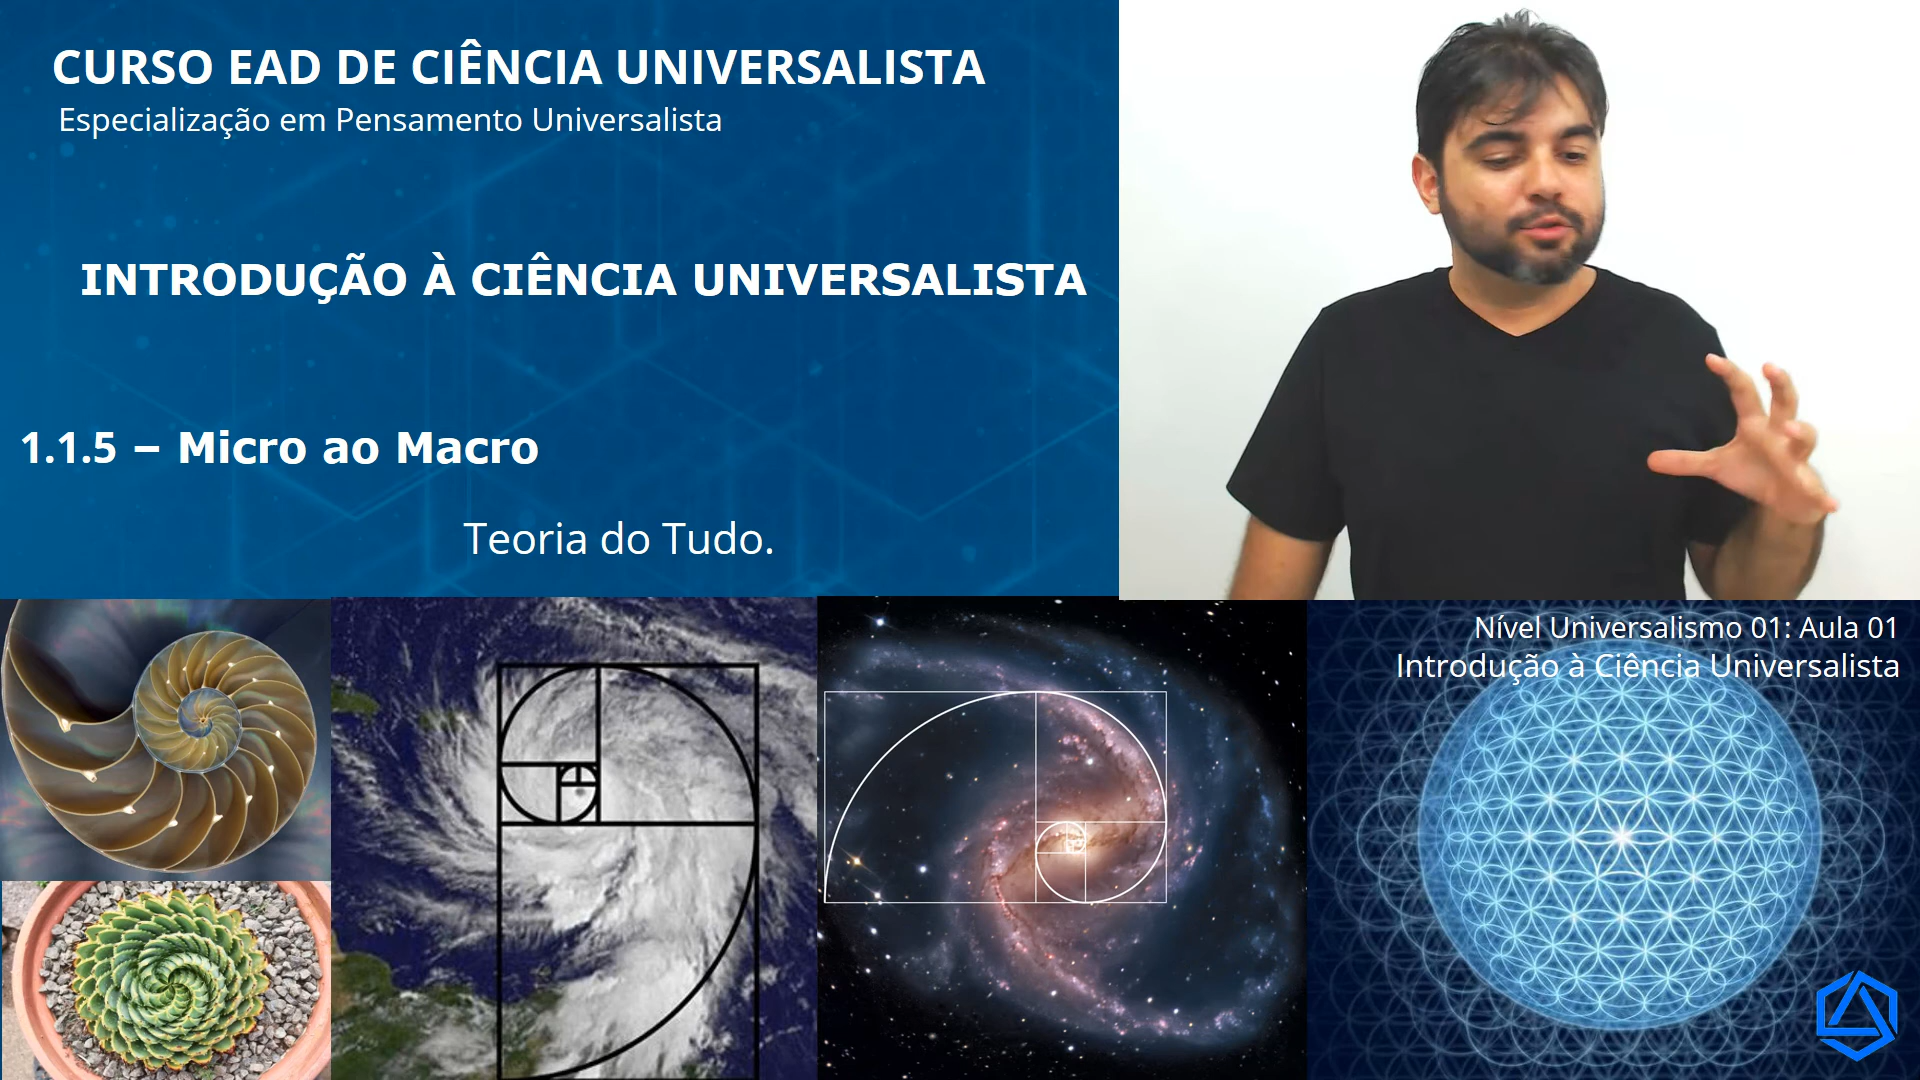 CURSO EAD DE CIÊNCIA UNIVERSALISTA
Especialização em Pensamento Universalista
INTRODUÇÃO À CIÊNCIA UNIVERSALISTA
1.1.5 – Micro ao Macro
Teoria do Tudo.
Nível Universalismo 01: Aula 01
Introdução à Ciência Universalista